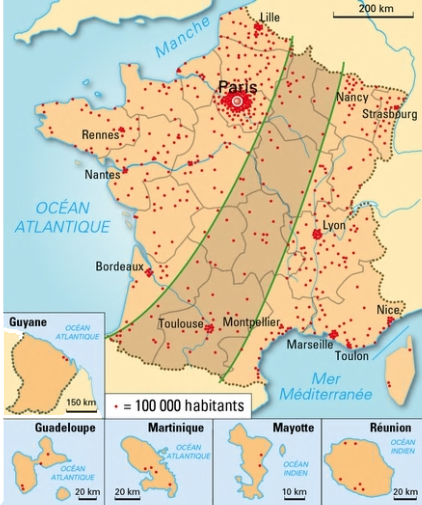 Lille
200 km
Manche
Paris
Nancy
Strasbourg
Rennes
Nantes
OCÉAN
ATLANTIQUE
Lyon
Bordeaux
Toulouse
Montpellier
Nice
Marseille
Toulon
Mer
Méditerranée
Guyane
OCÉAN
ATLANTIQUE
150 km
• = 100 000 habitants
Guadeloupe
OCÉAN
ATLANTIQUE
20 km
Martinique
OCÉAN
ATLANTIQUE
20 km
Mayotte
OCÉAN
INDIEN
10 km
Réunion
OCÉAN
INDIEN
20 km